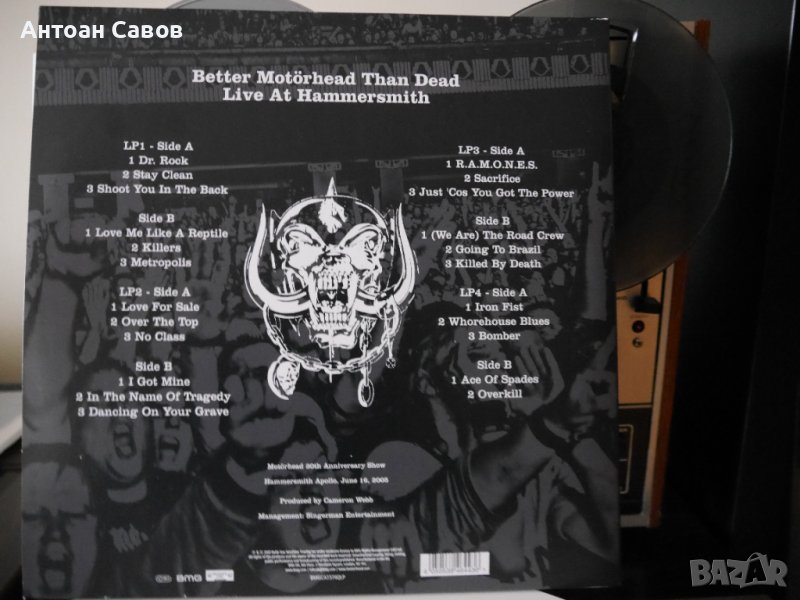 Антоан Савов
Better Motörhead Than Dead
Live At Hammersmith
LP1 - Side A
1 Dr. Rock
2 Stay Clean
3 Shoot You In The Back
Side B
1 Love Me Like A Reptile
2 Killers
3 Metropolis
LP2 - Side A
1 Love For Sale
2 Over The Top
3 No Class
Side B
1 I Got Mine
2 In The Name Of Tragedy
3 Dancing On Your Grave
LP3 - Side A
1 R.A.M.O.N.E.S.
2 Sacrifice
3 Just 'Cos You Got The Power
Side B
1 (We Are) The Road Crew
2 Going To Brazil
3 Killed By Death
LP4 - Side A
1 Iron Fist
2 Whorehouse Blues
3 Bomber
Side B
1 Ace Of Spades
2 Overkill
Motörhead 30th Anniversary Show
Hammersmith Apollo, June 16, 2005
Produced by Cameron Webb
Management: Singerman Entertainment
BMG
BAZAR
bazar.bg